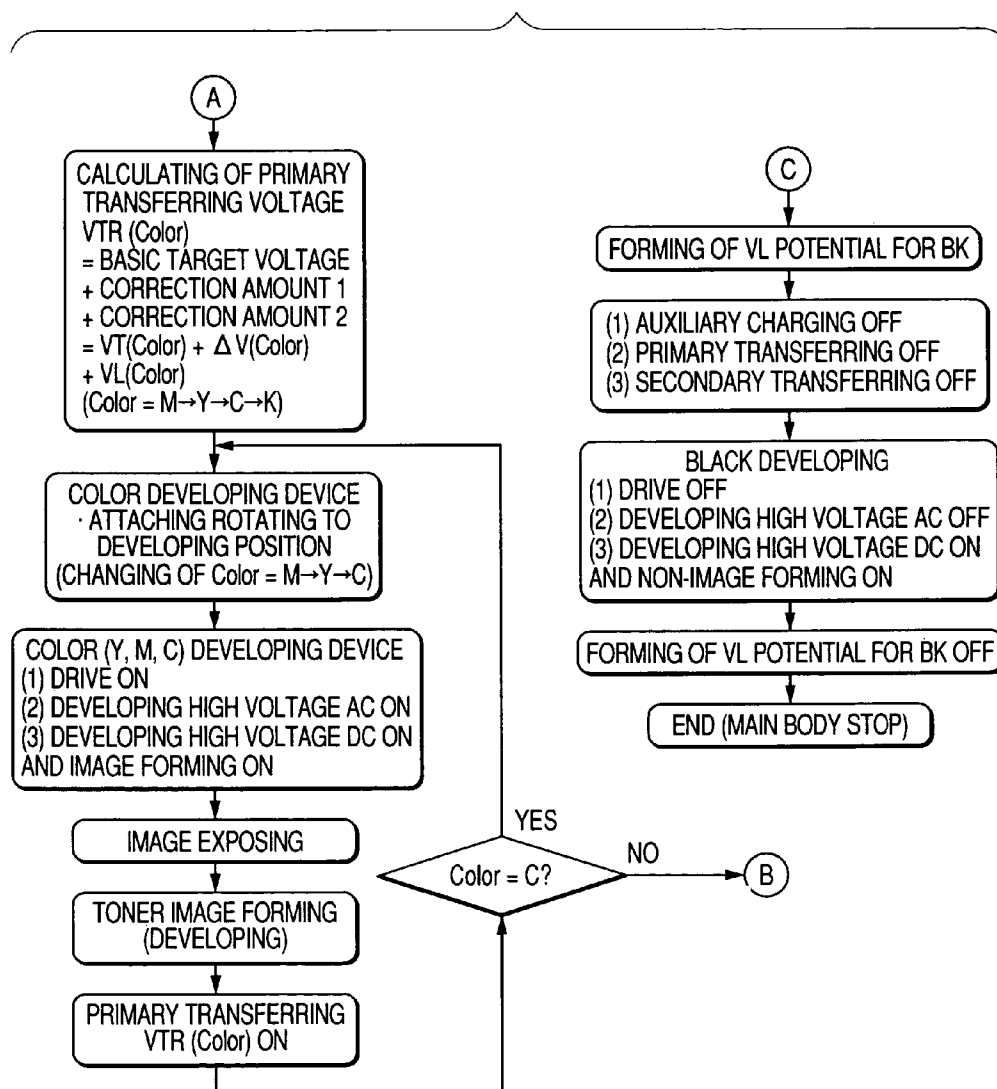 A
CALCULATING OF PRIMARY
TRANSFERRING VOLTAGE
VTR (Color)
= BASIC TARGET VOLTAGE
+ CORRECTION AMOUNT 1
+ CORRECTION AMOUNT 2
= VT(Color) + Δ V(Color)
+ VL(Color)
(Color = M→Y→C→K)
COLOR DEVELOPING DEVICE
· ATTACHING ROTATING TO
DEVELOPING POSITION
(CHANGING OF Color = M→Y→C)
COLOR (Y, M, C) DEVELOPING DEVICE
(1) DRIVE ON
(2) DEVELOPING HIGH VOLTAGE AC ON
(3) DEVELOPING HIGH VOLTAGE DC ON
AND IMAGE FORMING ON
IMAGE EXPOSING
TONER IMAGE FORMING
(DEVELOPING)
PRIMARY TRANSFERRING
VTR (Color) ON
Color = C?
YES
NO
B
C
FORMING OF VL POTENTIAL FOR BK
(1) AUXILIARY CHARGING OFF
(2) PRIMARY TRANSFERRING OFF
(3) SECONDARY TRANSFERRING OFF
BLACK DEVELOPING
(1) DRIVE OFF
(2) DEVELOPING HIGH VOLTAGE AC OFF
(3) DEVELOPING HIGH VOLTAGE DC ON
AND NON-IMAGE FORMING ON
FORMING OF VL POTENTIAL FOR BK OFF
END (MAIN BODY STOP)